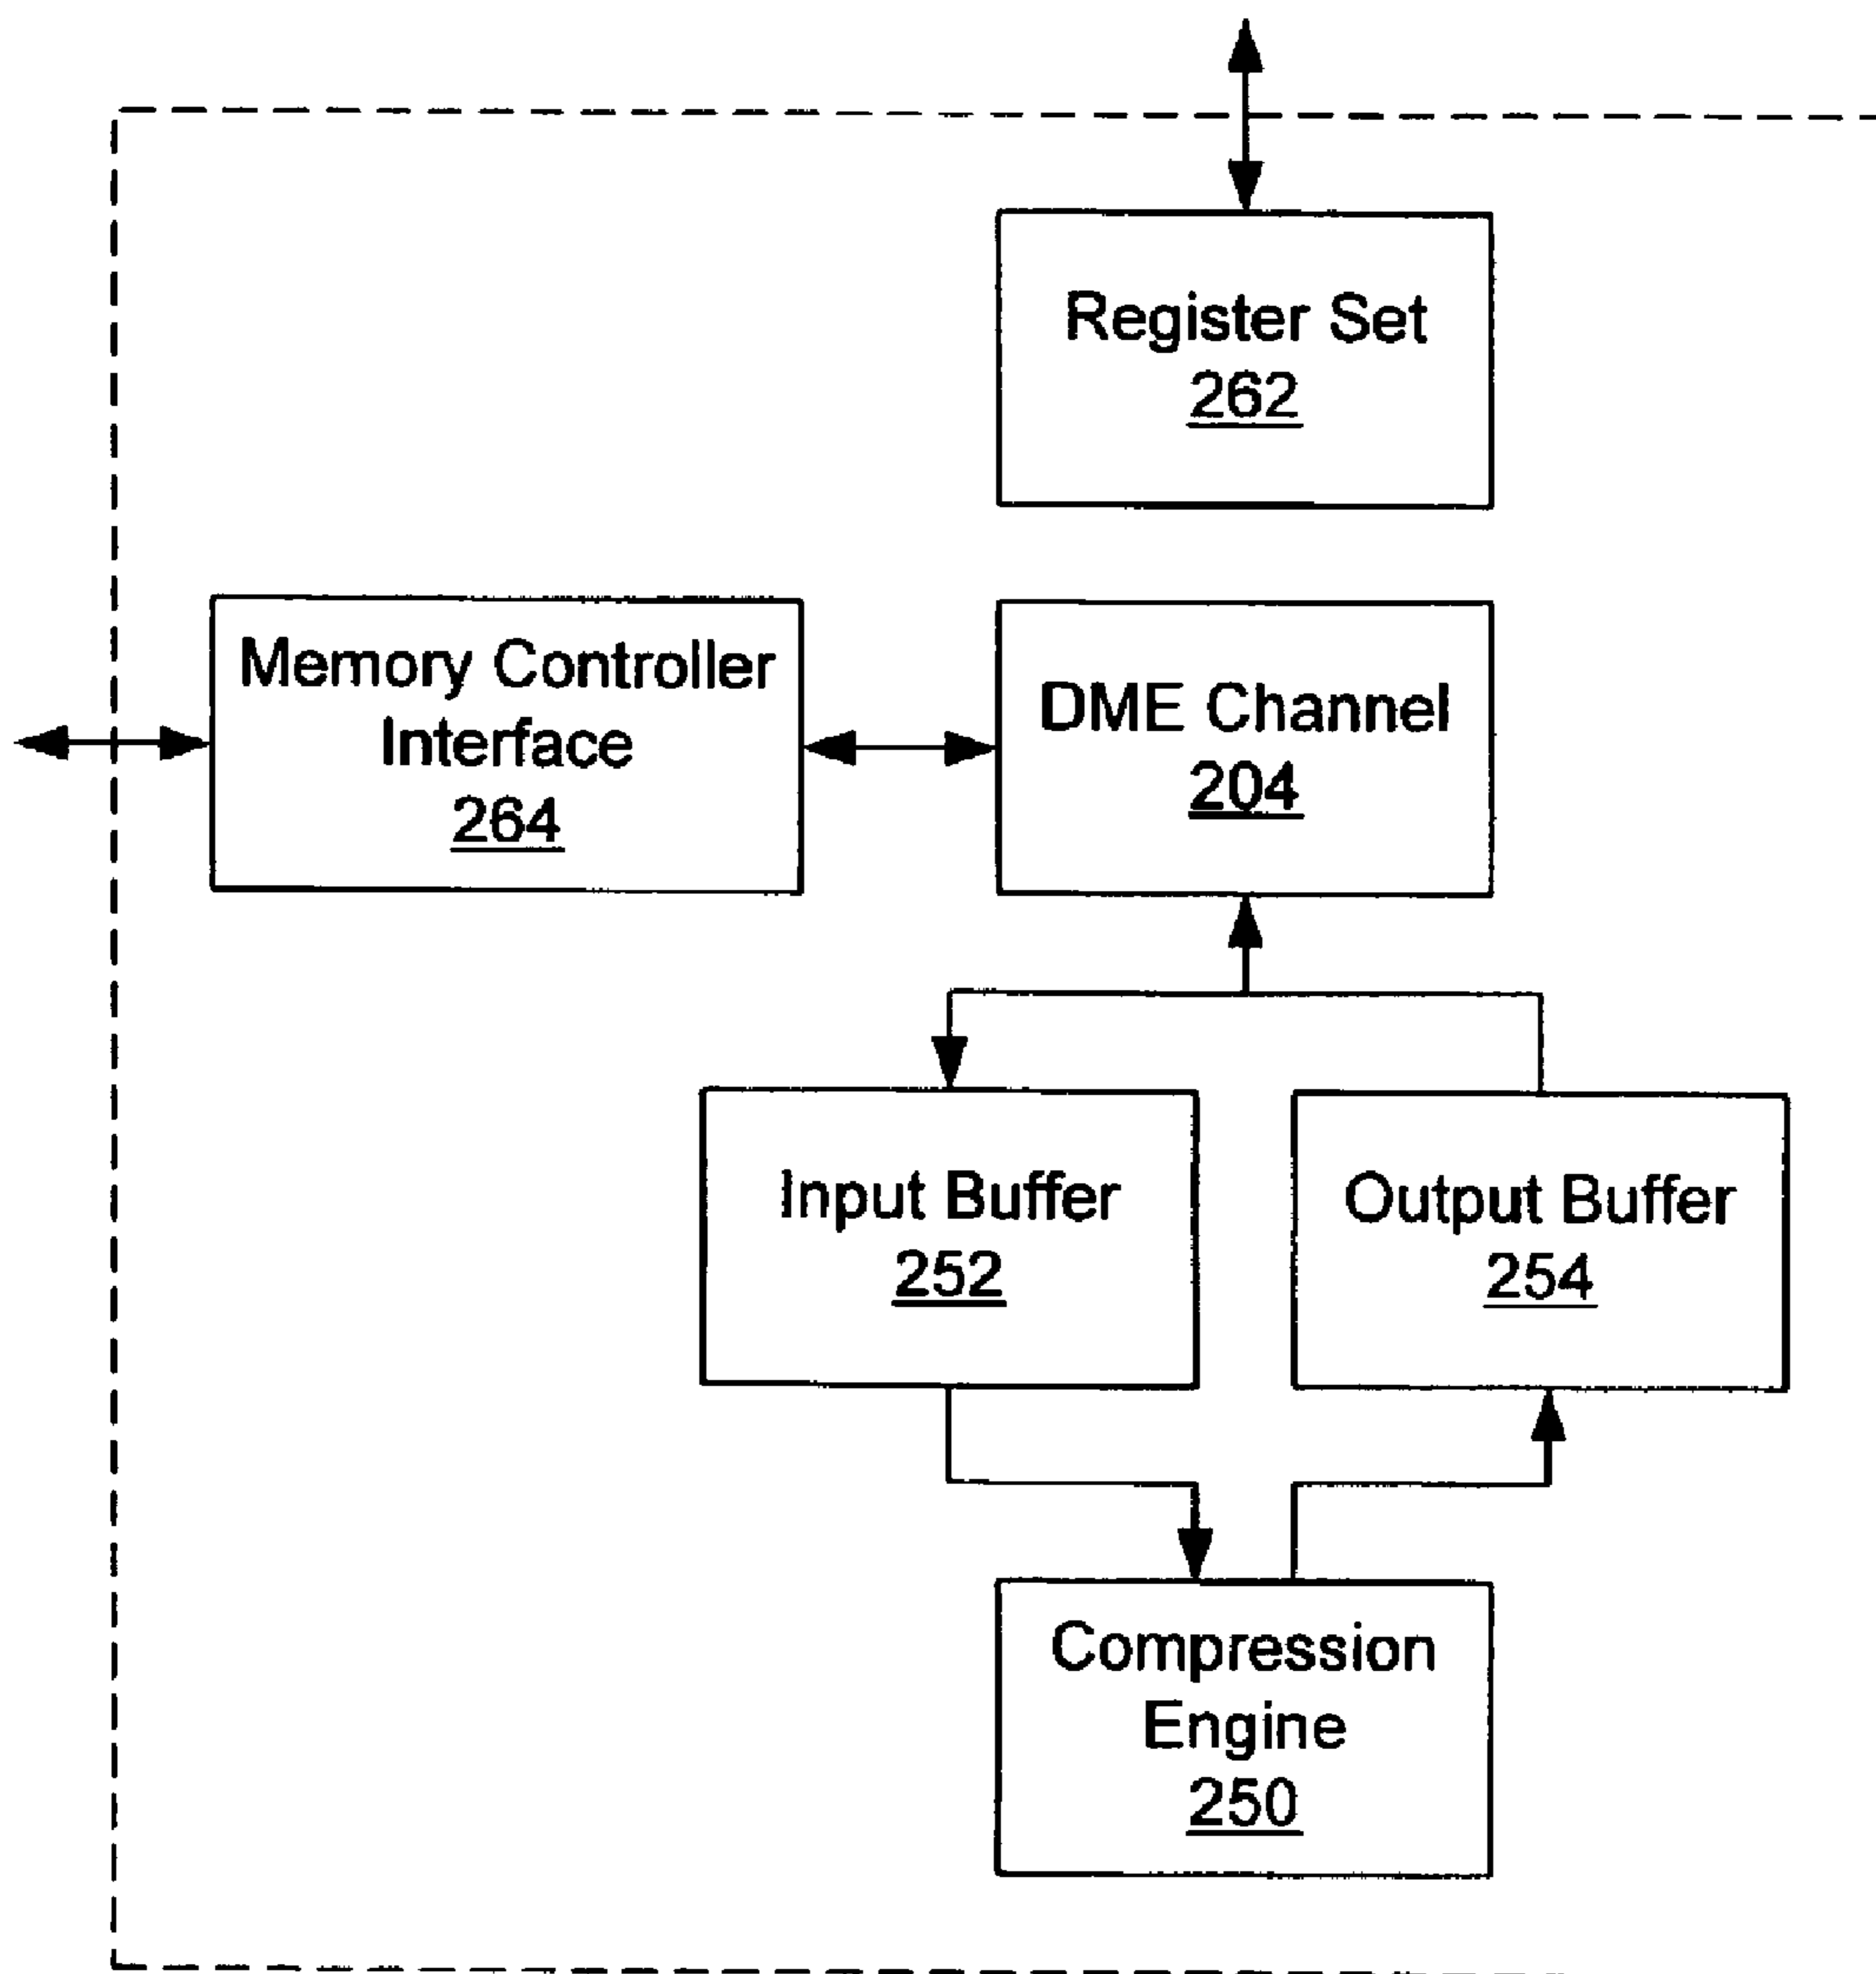 Register Set
262
Memory Controller
Interface
264
DME Channel
204
Input Buffer
252
Output Buffer
254
Compression
Engine
250